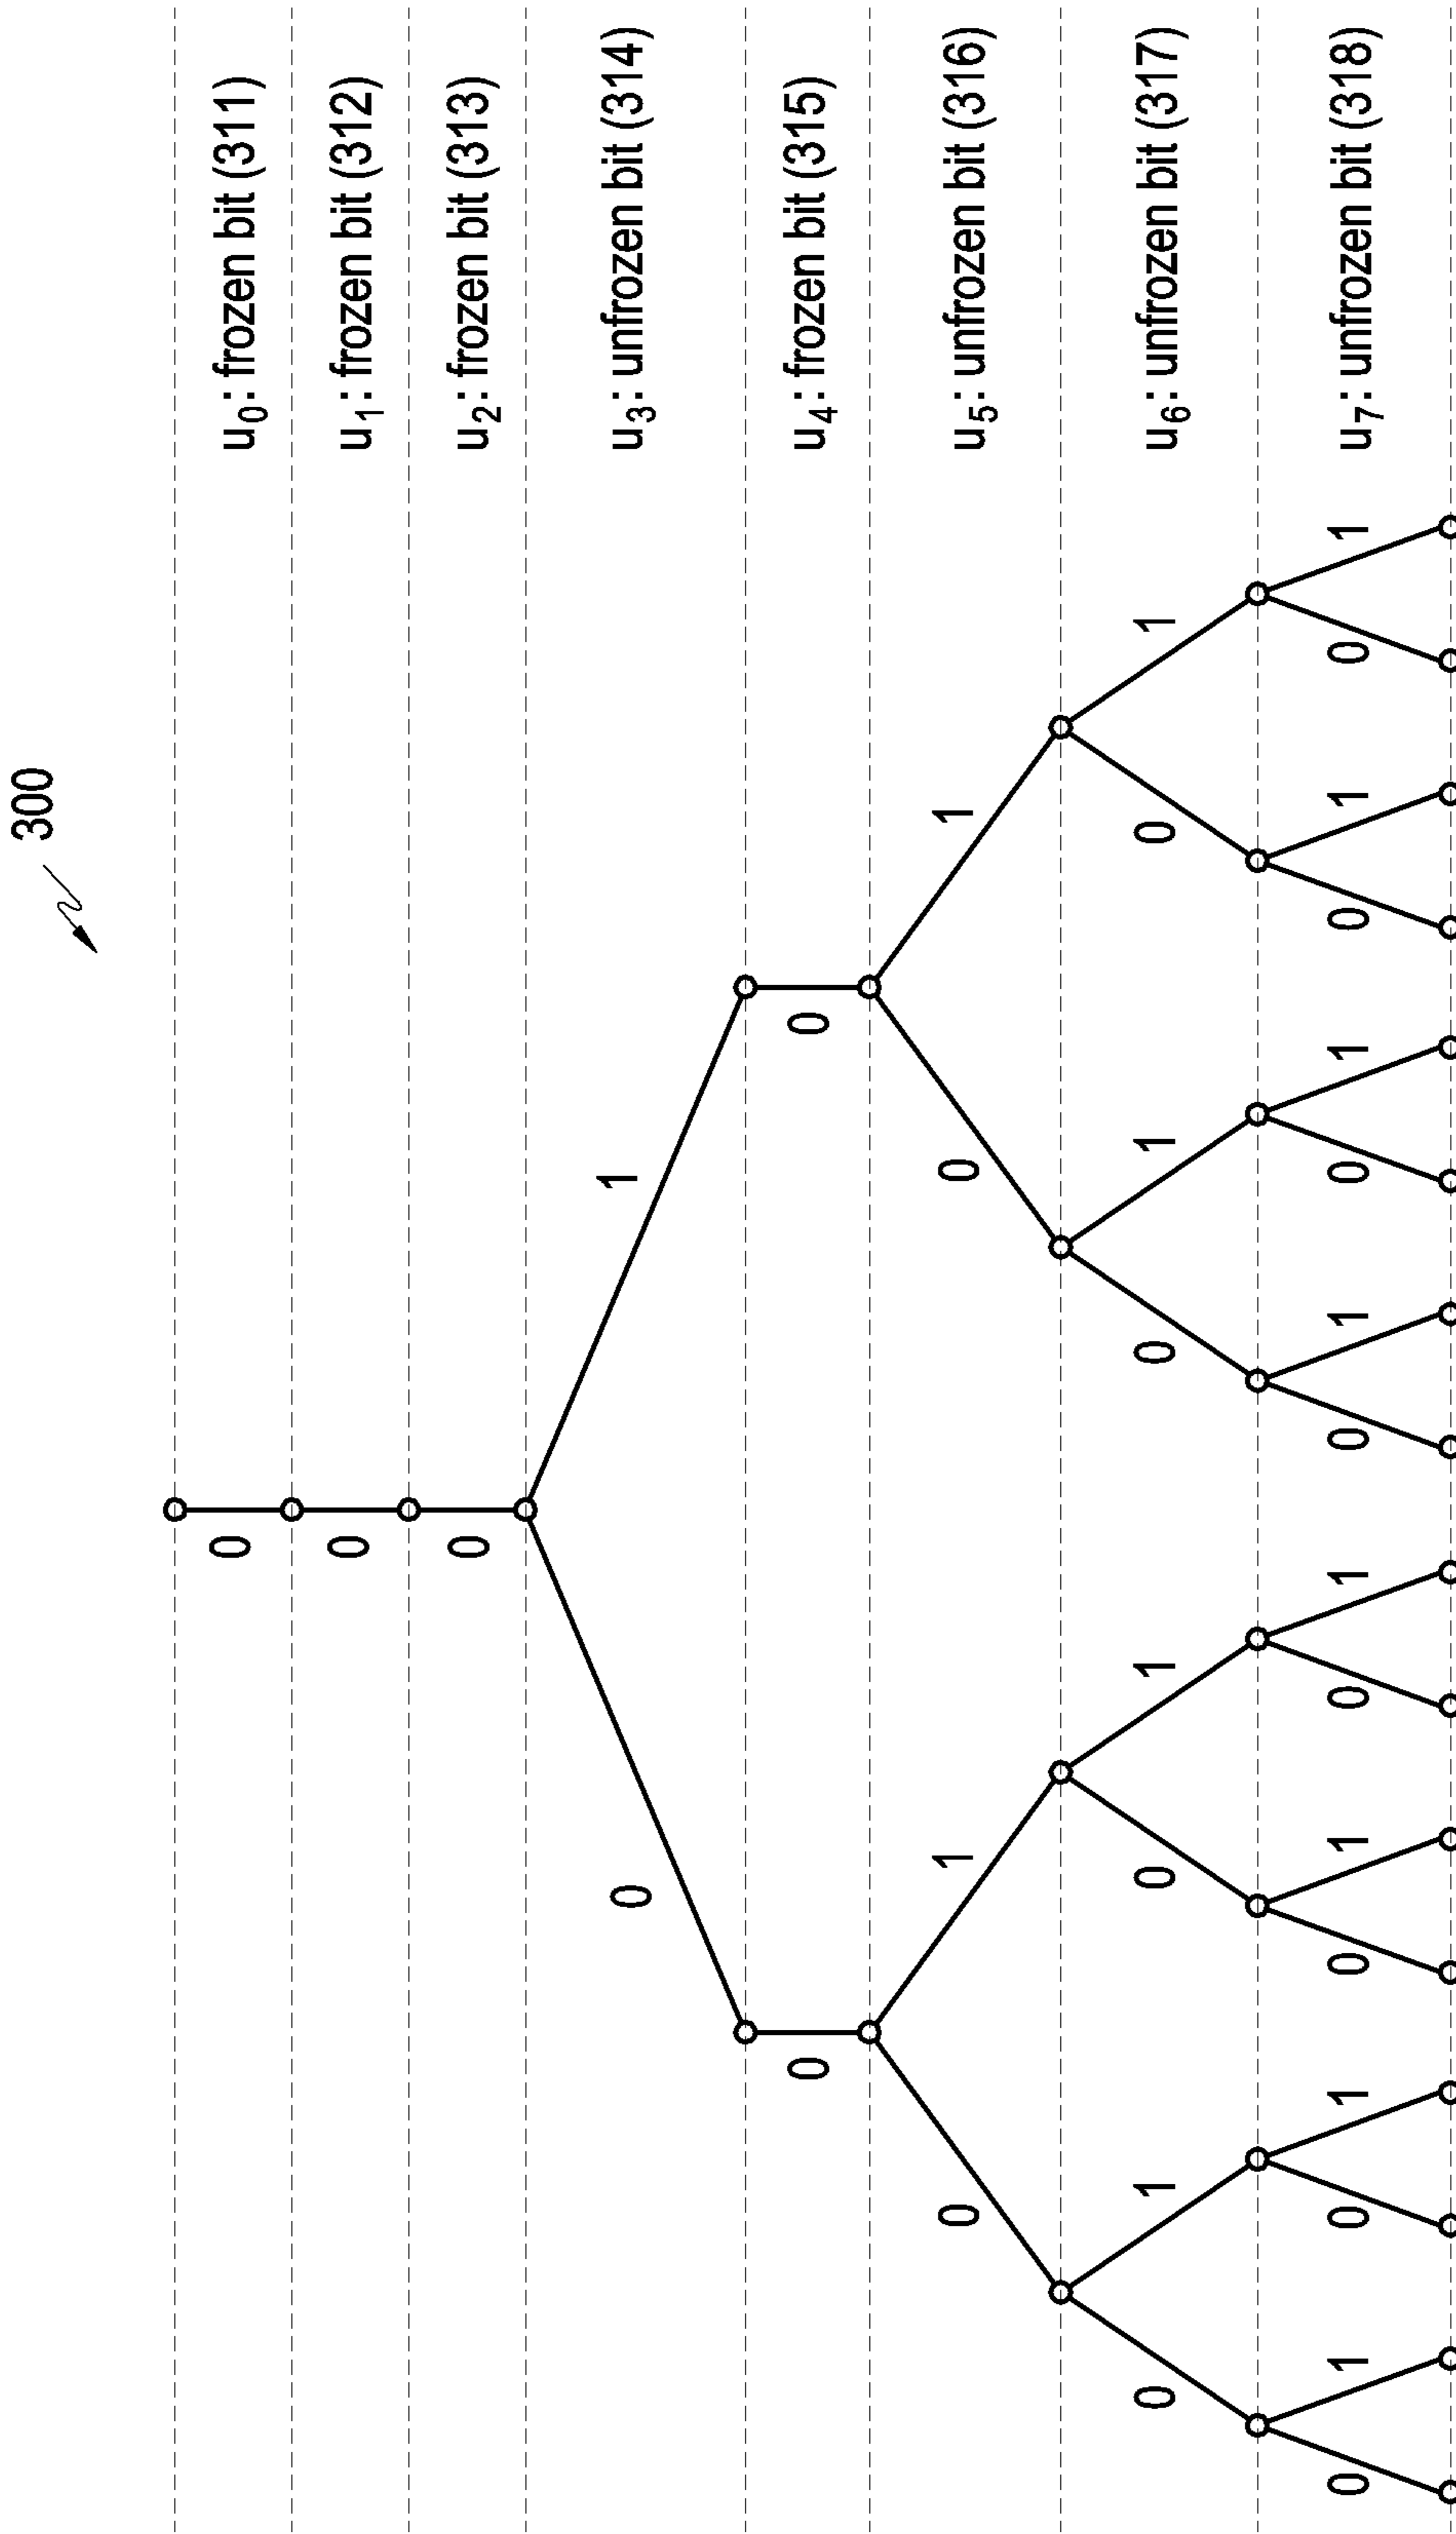 300
0 u₀: frozen bit (311)
0 u₁: frozen bit (312)
0 u₂: frozen bit (313)
0 1 u₃: unfrozen bit (314)
0 0 u₄: frozen bit (315)
0 1 0 1 u₅: unfrozen bit (316)
0 1 0 1 0 1 0 1 u₆: unfrozen bit (317)
0 1 0 1 0 1 0 1 0 1 0 1 0 1 0 1 u₇: unfrozen bit (318)